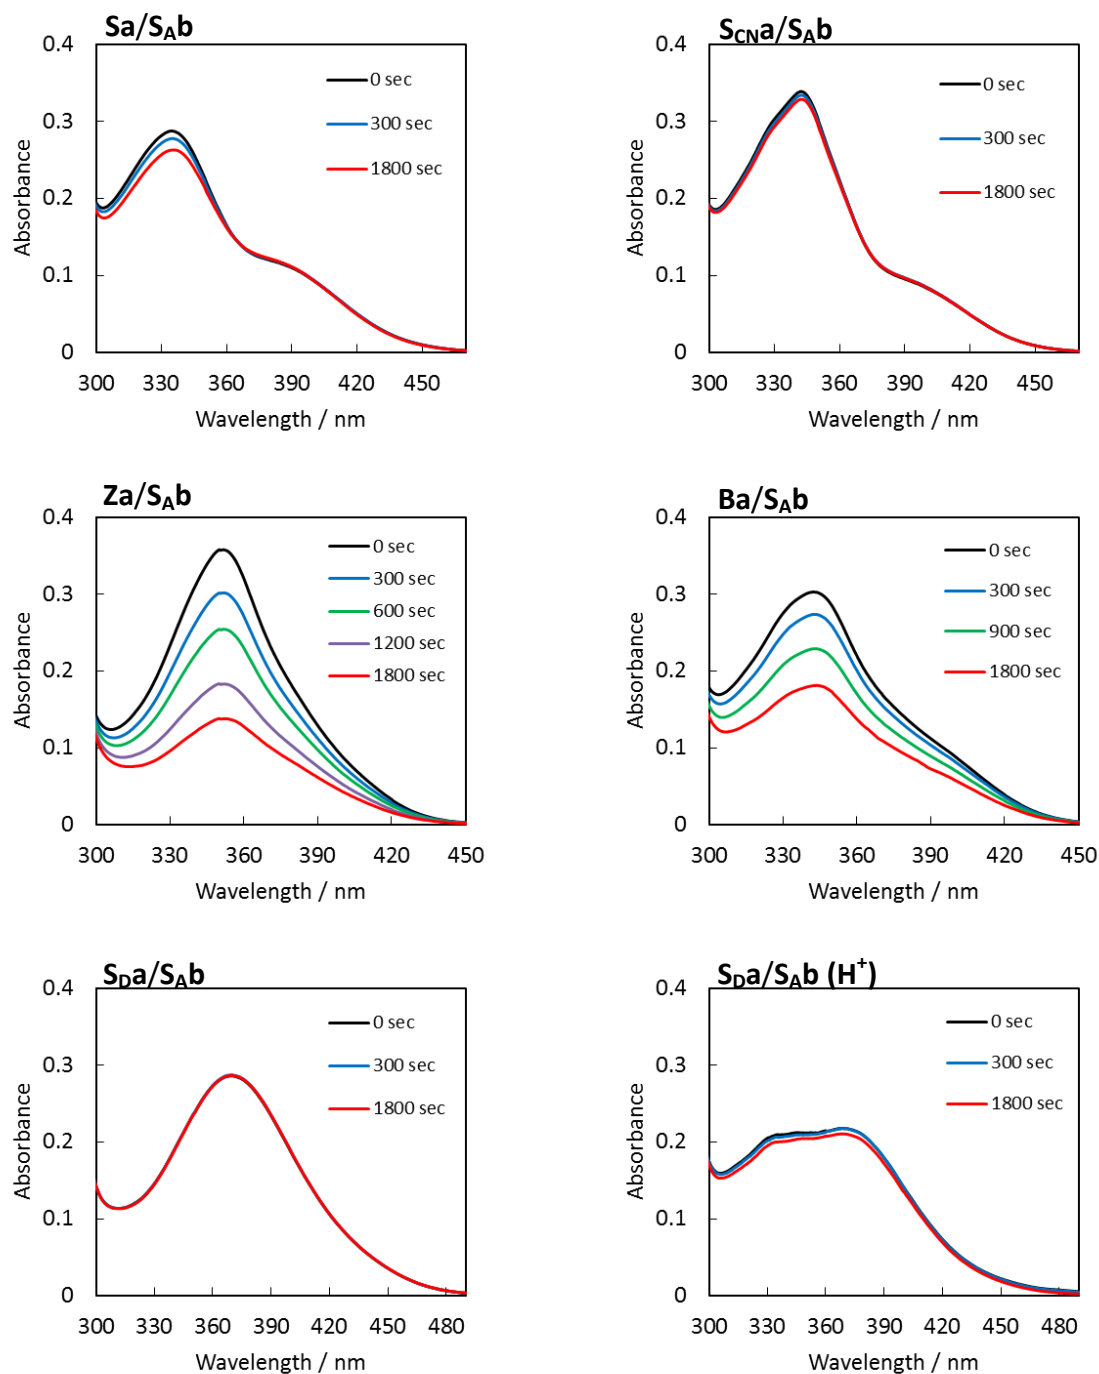 Sa/SAb
0.4
0.3
0.2
0.1
0
Absorbance
0 sec
300 sec
1800 sec
300 330 360 390 420 450
Wavelength / nm
SCNa/SAb
0.4
0.3
0.2
0.1
0
Absorbance
0 sec
300 sec
1800 sec
300 330 360 390 420 450
Wavelength / nm
Za/SAb
0.4
0.3
0.2
0.1
0
Absorbance
0 sec
300 sec
600 sec
1200 sec
1800 sec
300 330 360 390 420 450
Wavelength / nm
Ba/SAb
0.4
0.3
0.2
0.1
0
Absorbance
0 sec
300 sec
900 sec
1800 sec
300 330 360 390 420 450
Wavelength / nm
SDa/SAb
0.4
0.3
0.2
0.1
0
Absorbance
0 sec
300 sec
1800 sec
300 330 360 390 420 450 480
Wavelength / nm
SDa/SAb (H+)
0.4
0.3
0.2
0.1
0
Absorbance
0 sec
300 sec
1800 sec
300 330 360 390 420 450 480
Wavelength / nm